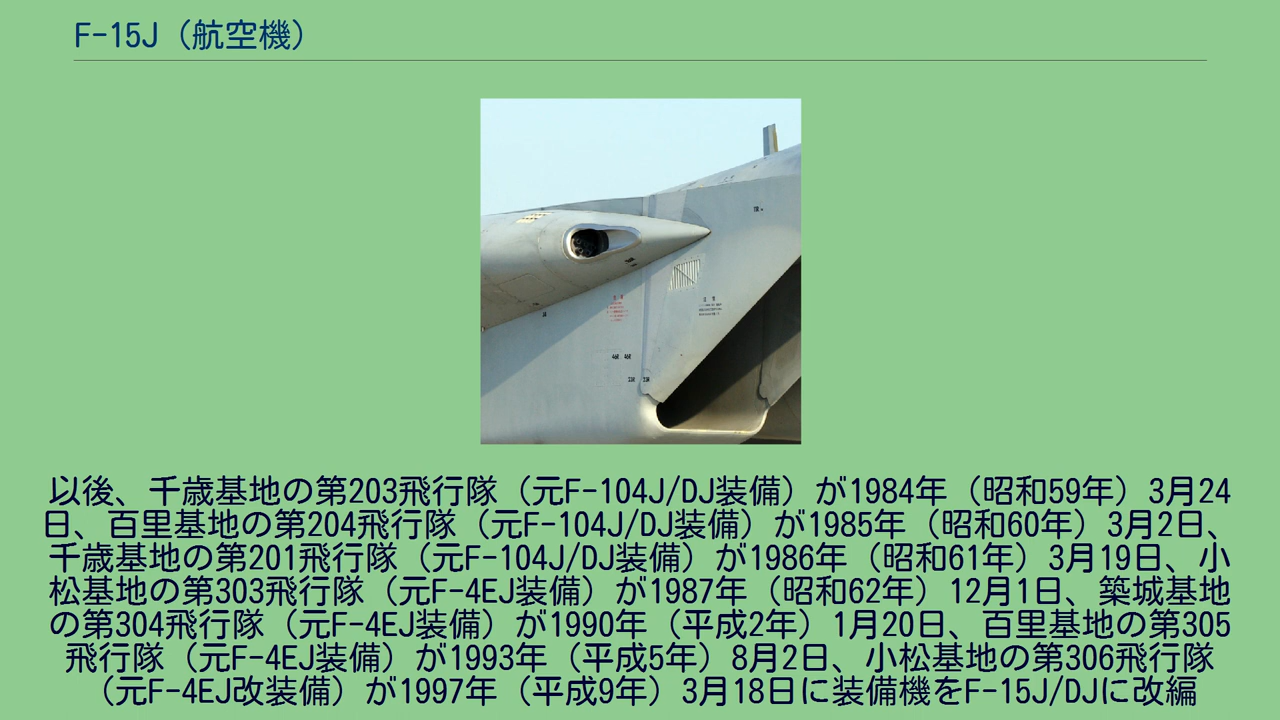 F-15J（航空機）
以後、千歳基地の第203飛行隊（元F-104J/DJ装備）が1984年（昭和59年）3月24
日、百里基地の第204飛行隊（元F-104J/DJ装備）が1985年（昭和60年）3月2日、
千歳基地の第201飛行隊（元F-104J/DJ装備）が1986年（昭和61年）3月19日、小
松基地の第303飛行隊（元F-4EJ装備）が1987年（昭和62年）12月1日、築城基地
の第304飛行隊（元F-4EJ装備）が1990年（平成2年）1月20日、百里基地の第305
飛行隊（元F-4EJ装備）が1993年（平成5年）8月2日、小松基地の第306飛行隊
（元F-4EJ改装備）が1997年（平成9年）3月18日に装備機をF-15J/DJに改編